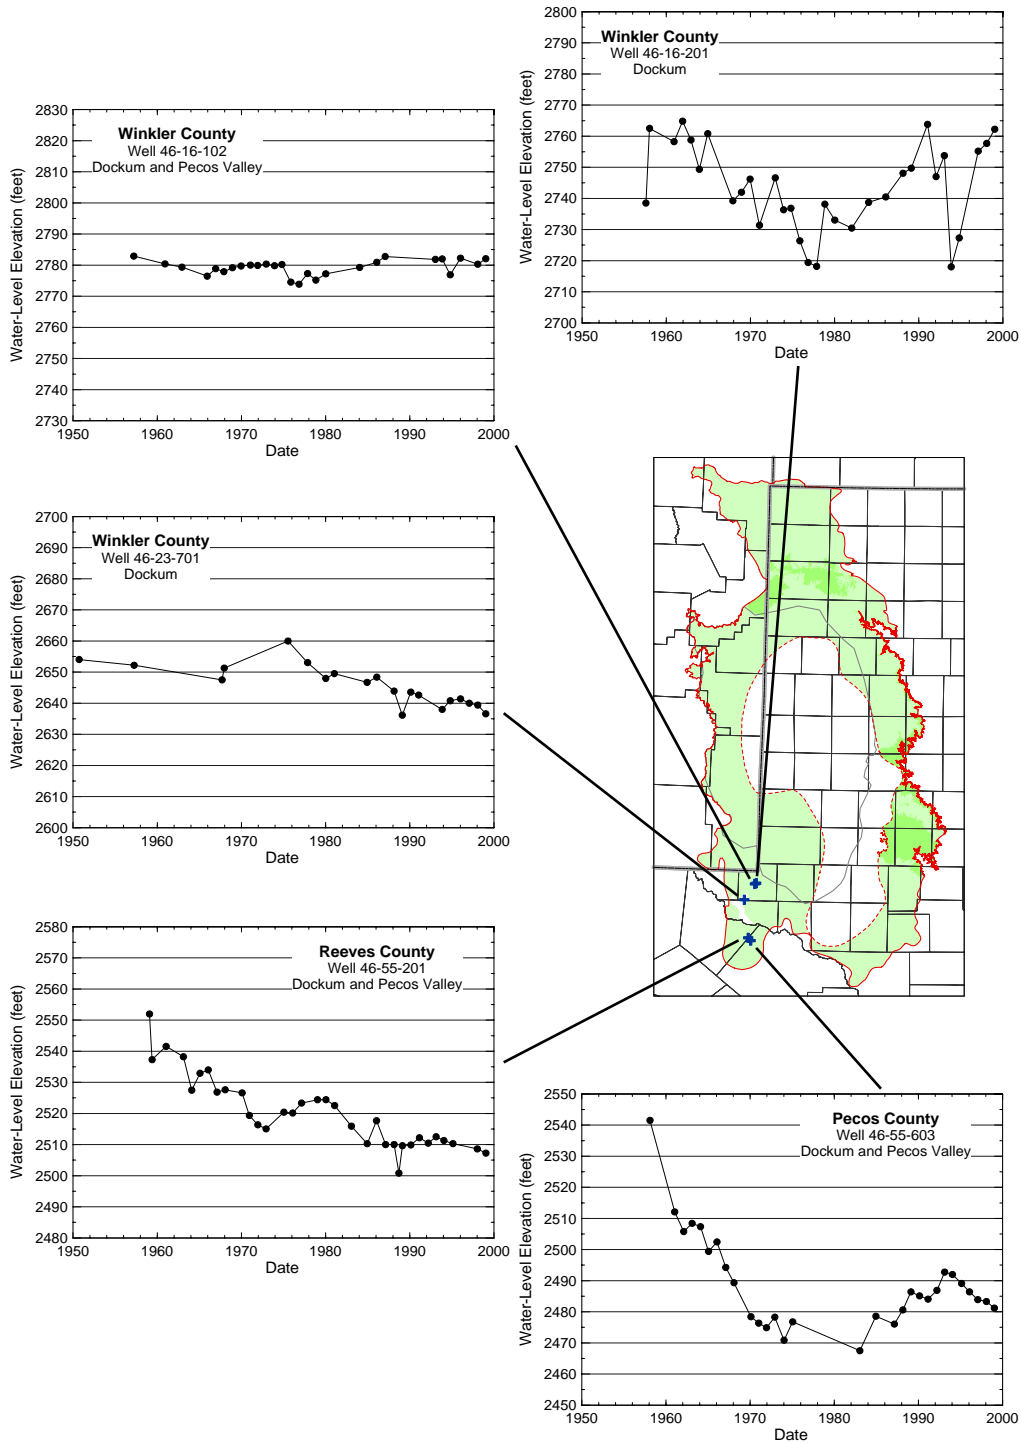 Winkler County
Well 46-16-201
Dockum
2800
2790
2780
2770
2760
2750
2740
2730
2720
2710
2700
Water-Level Elevation (feet)
1950 1960 1970 1980 1990 2000
Date
Winkler County
Well 46-16-102
Dockum and Pecos Valley
2830
2820
2810
2800
2790
2780
2770
2760
2750
2740
2730
Water-Level Elevation (feet)
1950 1960 1970 1980 1990 2000
Date
Winkler County
Well 46-23-701
Dockum
2700
2690
2680
2670
2660
2650
2640
2630
2620
2610
2600
Water-Level Elevation (feet)
1950 1960 1970 1980 1990 2000
Date
Reeves County
Well 46-55-201
Dockum and Pecos Valley
2580
2570
2560
2550
2540
2530
2520
2510
2500
2490
2480
Water-Level Elevation (feet)
1950 1960 1970 1980 1990 2000
Date
Pecos County
Well 46-55-603
Dockum and Pecos Valley
2550
2540
2530
2520
2510
2500
2490
2480
2470
2460
2450
Water-Level Elevation (feet)
1950 1960 1970 1980 1990 2000
Date